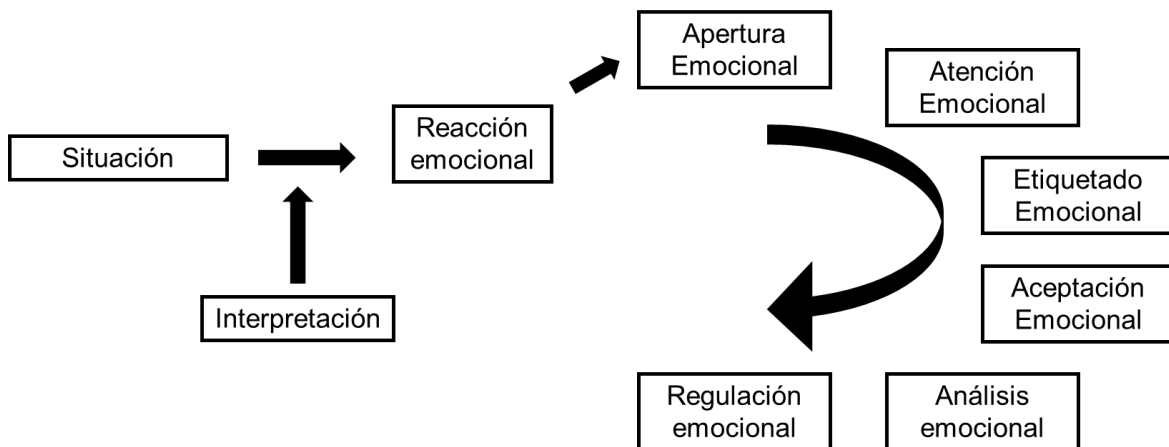 Situación
Interpretación
Reacción
emocional
Apertura
Emocional
Atención
Emocional
Etiquetado
Emocional
Aceptación
Emocional
Análisis
emocional
Regulación
emocional